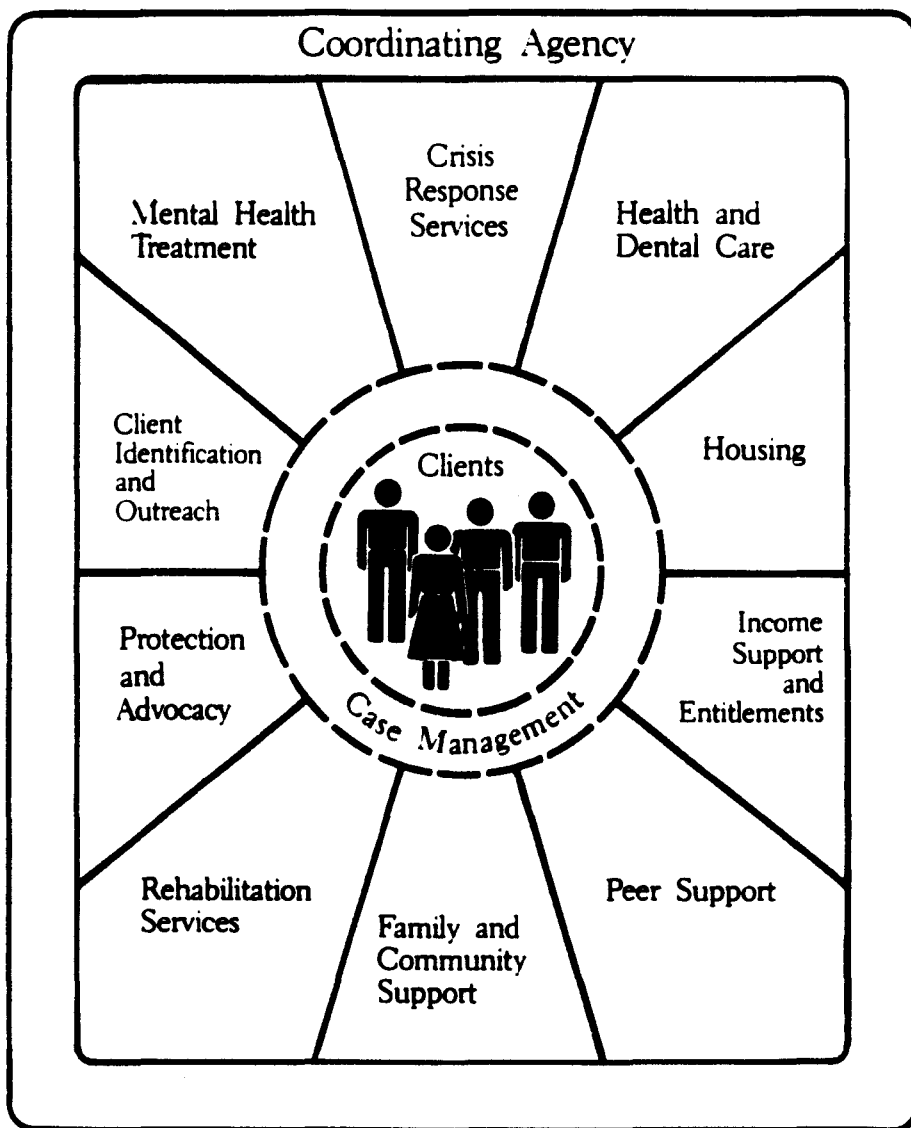 Coordinating Agency
Crisis
Response
Services
Mental Health
Treatment
Health and
Dental Care
Client
Identification
and
Outreach
Clients
Housing
Protection
and
Advocacy
Income
Support
and
Entitlements
Case Management
Rehabilitation
Services
Family and
Community
Support
Peer Support